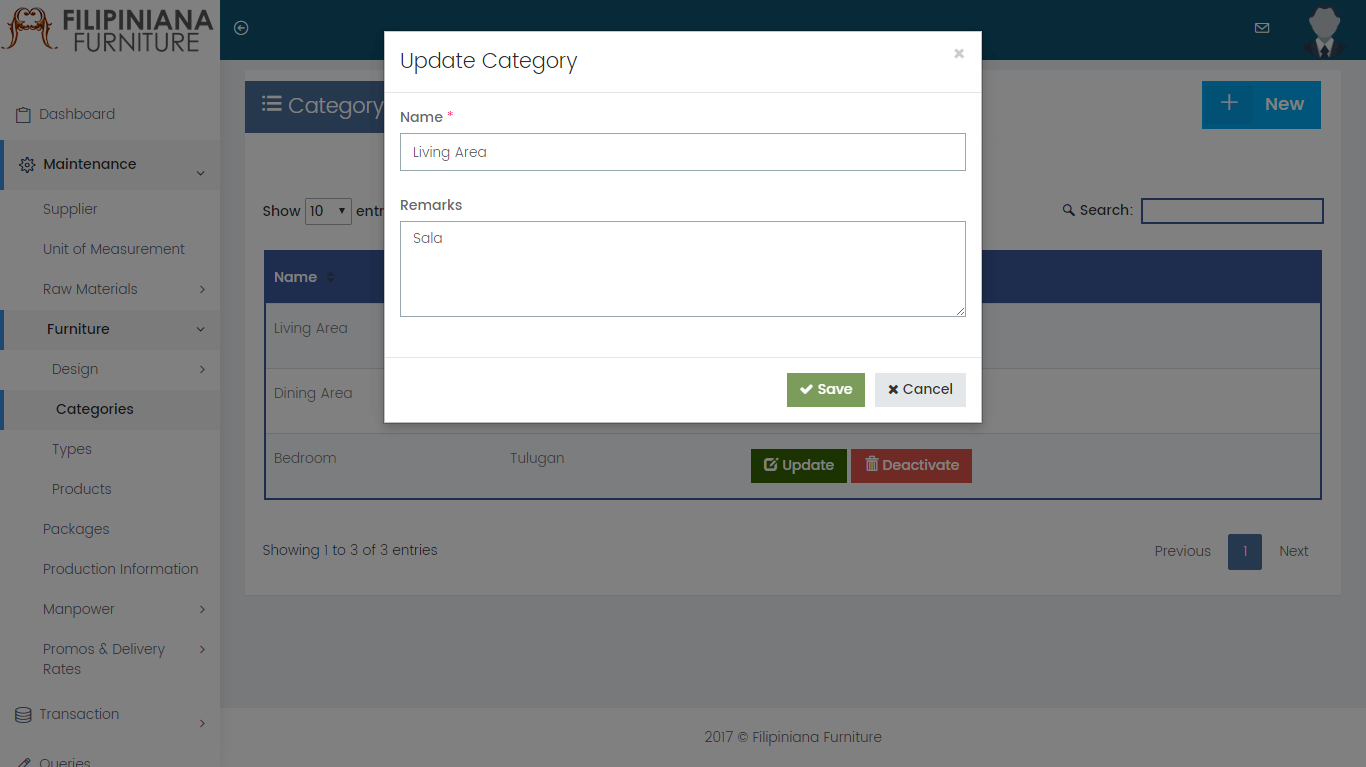 FILIPINIANA
FURNITURE
Dashboard
Maintenance
Supplier
Unit of Measurement
Raw Materials
Furniture
Design
Categories
Types
Products
Packages
Production Information
Manpower
Promos & Delivery
Rates
Transaction
Queries
Category
New
Show 10 entr
Search:
Name
Living Area
Dining Area
Bedroom Tulugan Update Deactivate
Showing 1 to 3 of 3 entries
Previous 1 Next
Update Category ×
Name *
Living Area
Remarks
Sala
Save Cancel
2017 © Filipiniana Furniture